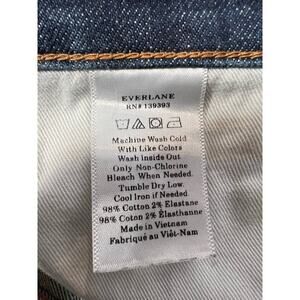 EVERLANE
RN# 139393
Machine Wash Cold
With Like Colors
Wash Inside Out
Only Non-Chlorine
Bleach When Needed.
Tumble Dry Low.
Cool Iron if Needed.
98% Cotton 2% Elastane
98% Cotton 2% Élasthanne
Made in Vietnam
Fabriqué au Viêt-Nam